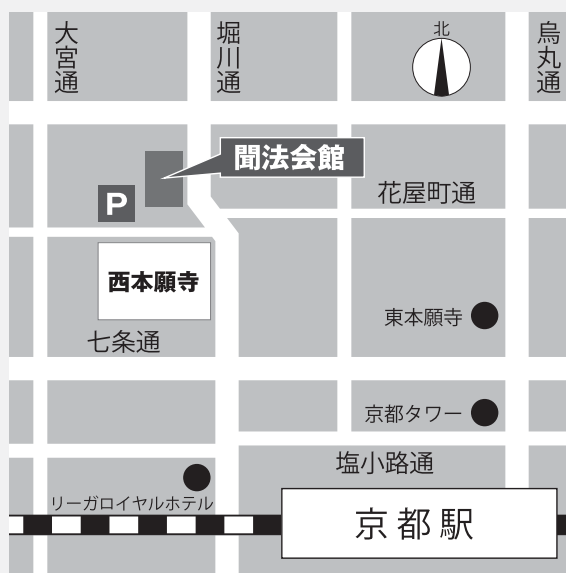 大宮通
堀川通
北
烏丸通
聞法会館
P
花屋町通
西本願寺
東本願寺
七条通
京都タワー
塩小路通
リーガロイヤルホテル
京都駅